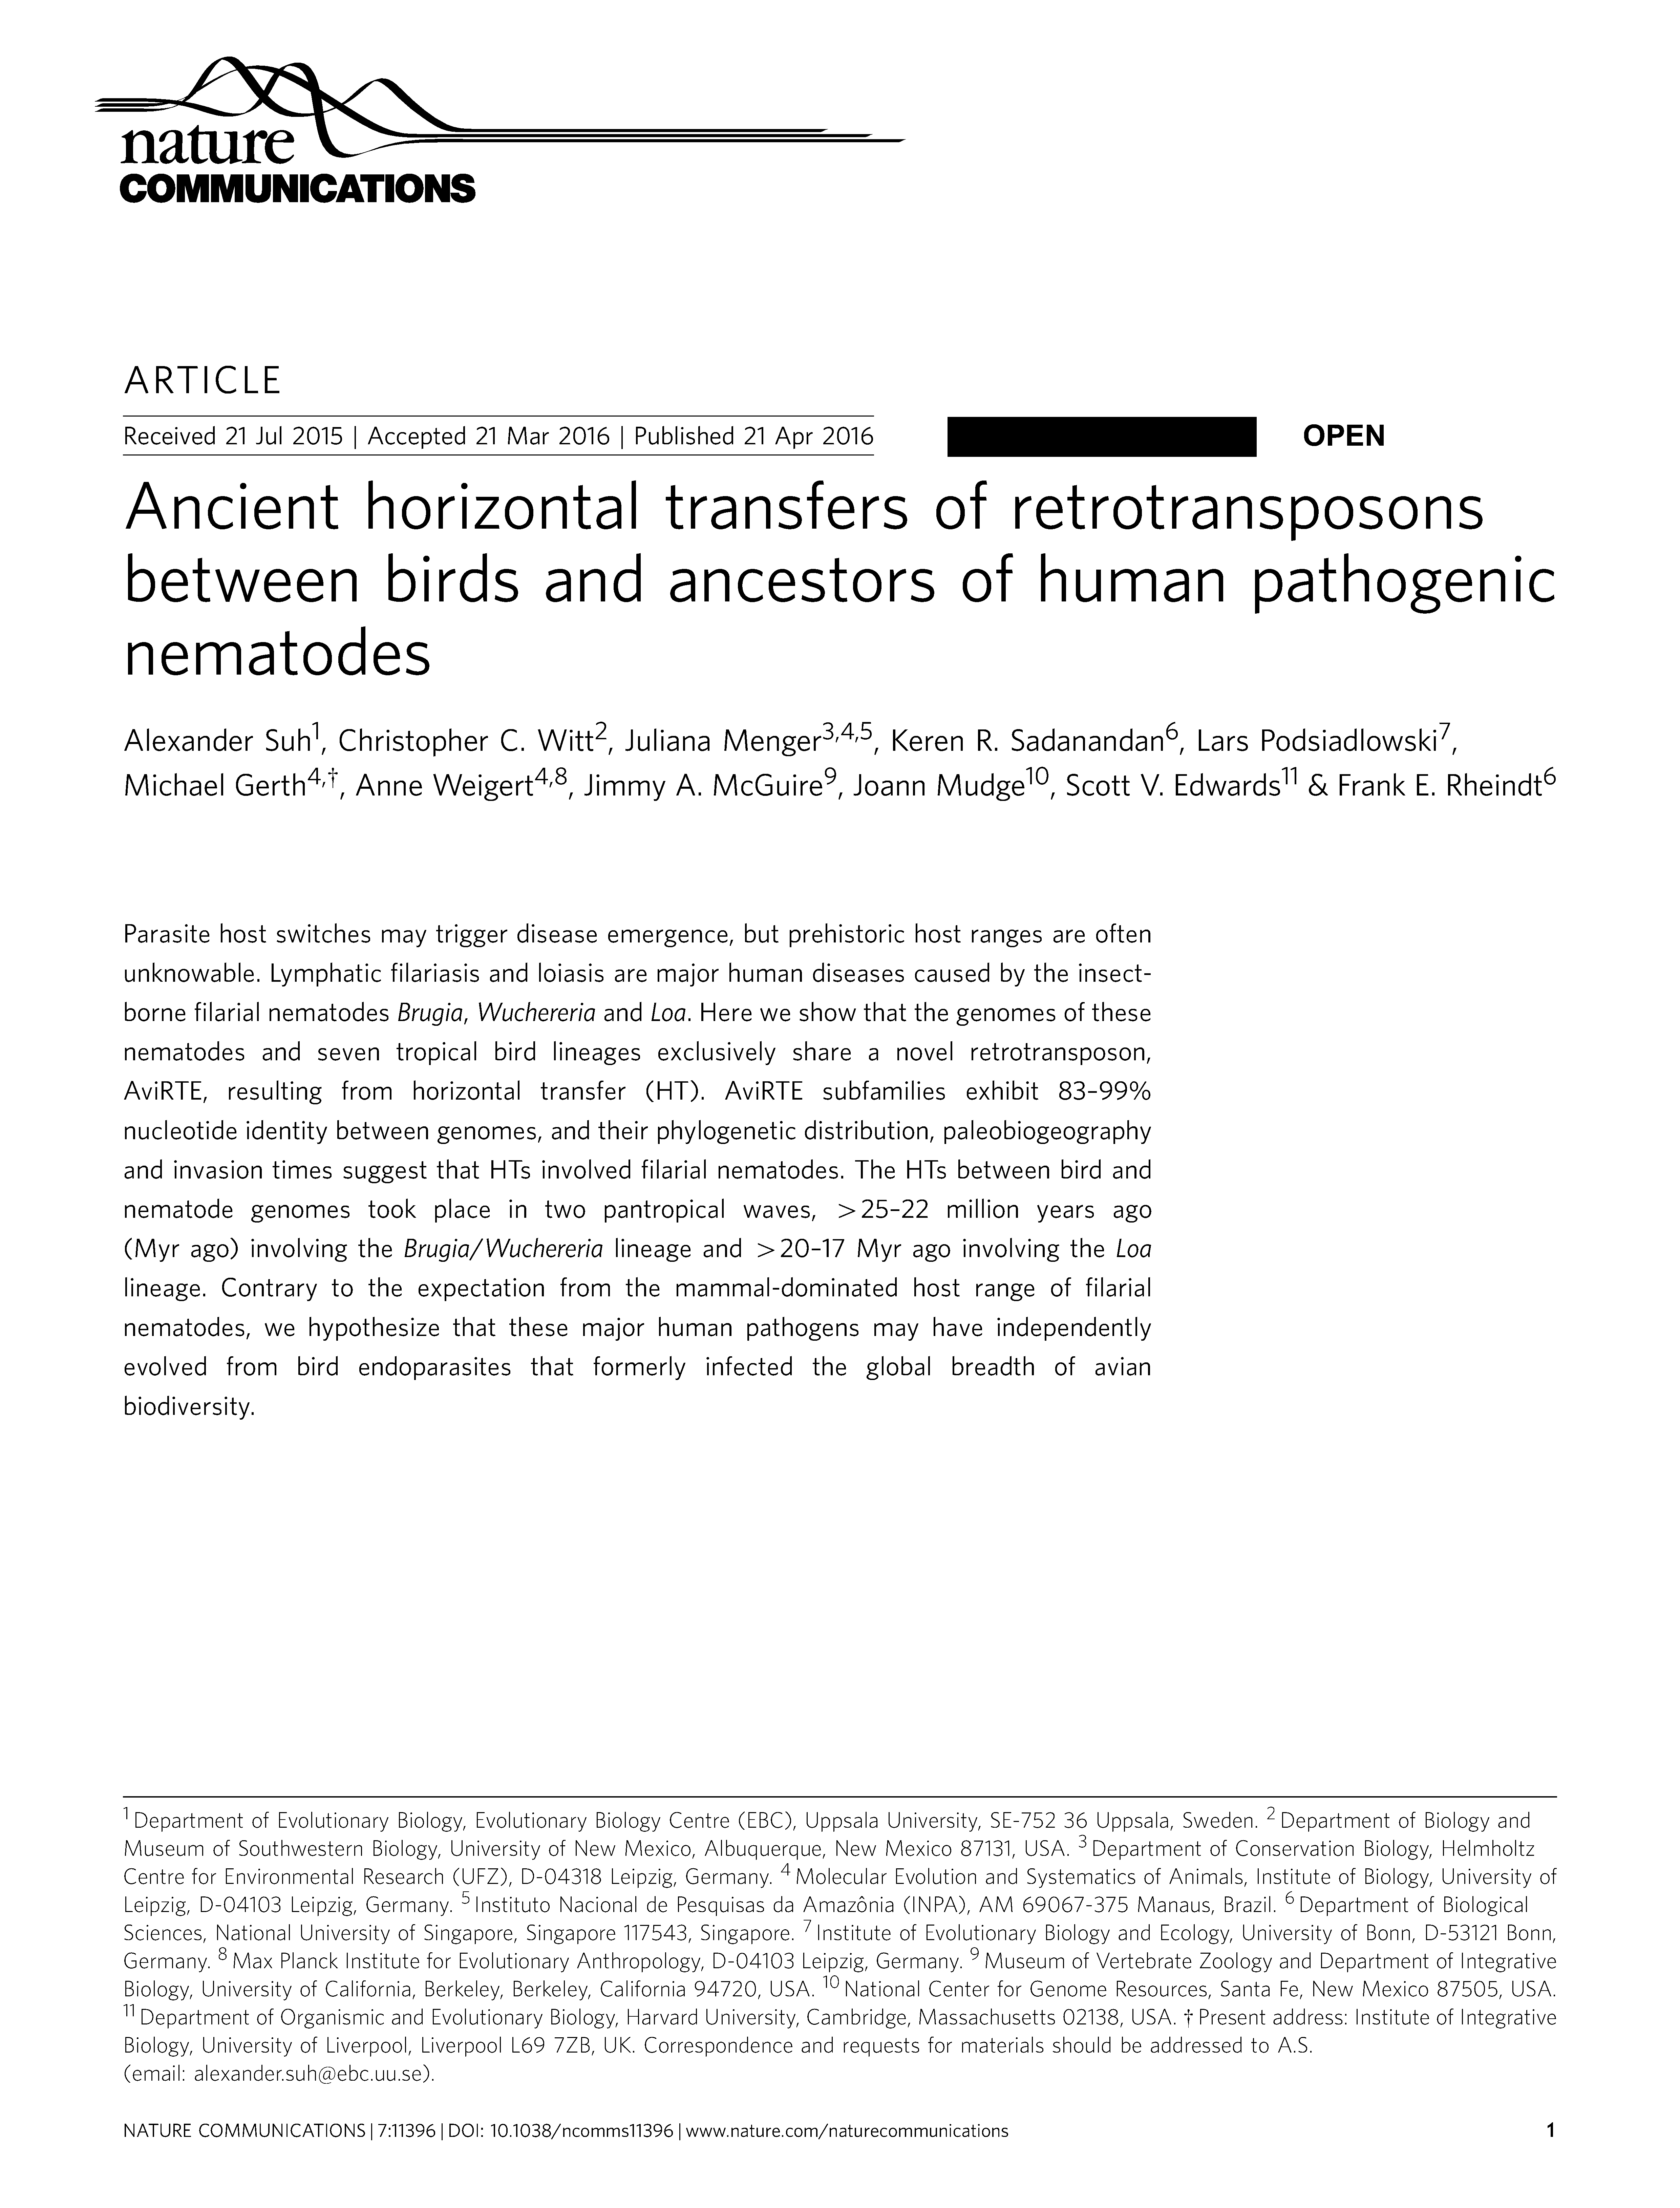 nature
COMMUNICATIONS
ARTICLE
Received 21 Jul 2015 | Accepted 21 Mar 2016 | Published 21 Apr 2016
OPEN
Ancient horizontal transfers of retrotransposons
between birds and ancestors of human pathogenic
nematodes
Alexander Suh1, Christopher C. Witt2, Juliana Menger3,4,5, Keren R. Sadanandan6, Lars Podsiadlowski7,
Michael Gerth4,†, Anne Weigert4,8, Jimmy A. McGuire9, Joann Mudge10, Scott V. Edwards11 & Frank E. Rheindt6
Parasite host switches may trigger disease emergence, but prehistoric host ranges are often
unknowable. Lymphatic filariasis and loiasis are major human diseases caused by the insect-
borne filarial nematodes Brugia, Wuchereria and Loa. Here we show that the genomes of these
nematodes and seven tropical bird lineages exclusively share a novel retrotransposon,
AviRTE, resulting from horizontal transfer (HT). AviRTE subfamilies exhibit 83–99%
nucleotide identity between genomes, and their phylogenetic distribution, paleobiogeography
and invasion times suggest that HTs involved filarial nematodes. The HTs between bird and
nematode genomes took place in two pantropical waves, >25–22 million years ago
(Myr ago) involving the Brugia/Wuchereria lineage and >20–17 Myr ago involving the Loa
lineage. Contrary to the expectation from the mammal-dominated host range of filarial
nematodes, we hypothesize that these major human pathogens may have independently
evolved from bird endoparasites that formerly infected the global breadth of avian
biodiversity.
1 Department of Evolutionary Biology, Evolutionary Biology Centre (EBC), Uppsala University, SE-752 36 Uppsala, Sweden. 2 Department of Biology and
Museum of Southwestern Biology, University of New Mexico, Albuquerque, New Mexico 87131, USA. 3 Department of Conservation Biology, Helmholtz
Centre for Environmental Research (UFZ), D-04318 Leipzig, Germany. 4 Molecular Evolution and Systematics of Animals, Institute of Biology, University of
Leipzig, D-04103 Leipzig, Germany. 5 Instituto Nacional de Pesquisas da Amazônia (INPA), AM 69067-375 Manaus, Brazil. 6 Department of Biological
Sciences, National University of Singapore, Singapore 117543, Singapore. 7 Institute of Evolutionary Biology and Ecology, University of Bonn, D-53121 Bonn,
Germany. 8 Max Planck Institute for Evolutionary Anthropology, D-04103 Leipzig, Germany. 9 Museum of Vertebrate Zoology and Department of Integrative
Biology, University of California, Berkeley, Berkeley, California 94720, USA. 10 National Center for Genome Resources, Santa Fe, New Mexico 87505, USA.
11 Department of Organismic and Evolutionary Biology, Harvard University, Cambridge, Massachusetts 02138, USA. † Present address: Institute of Integrative
Biology, University of Liverpool, Liverpool L69 7ZB, UK. Correspondence and requests for materials should be addressed to A.S.
(email: alexander.suh@ebc.uu.se).
NATURE COMMUNICATIONS | 7:11396 | DOI: 10.1038/ncomms11396 | www.nature.com/naturecommunications
1